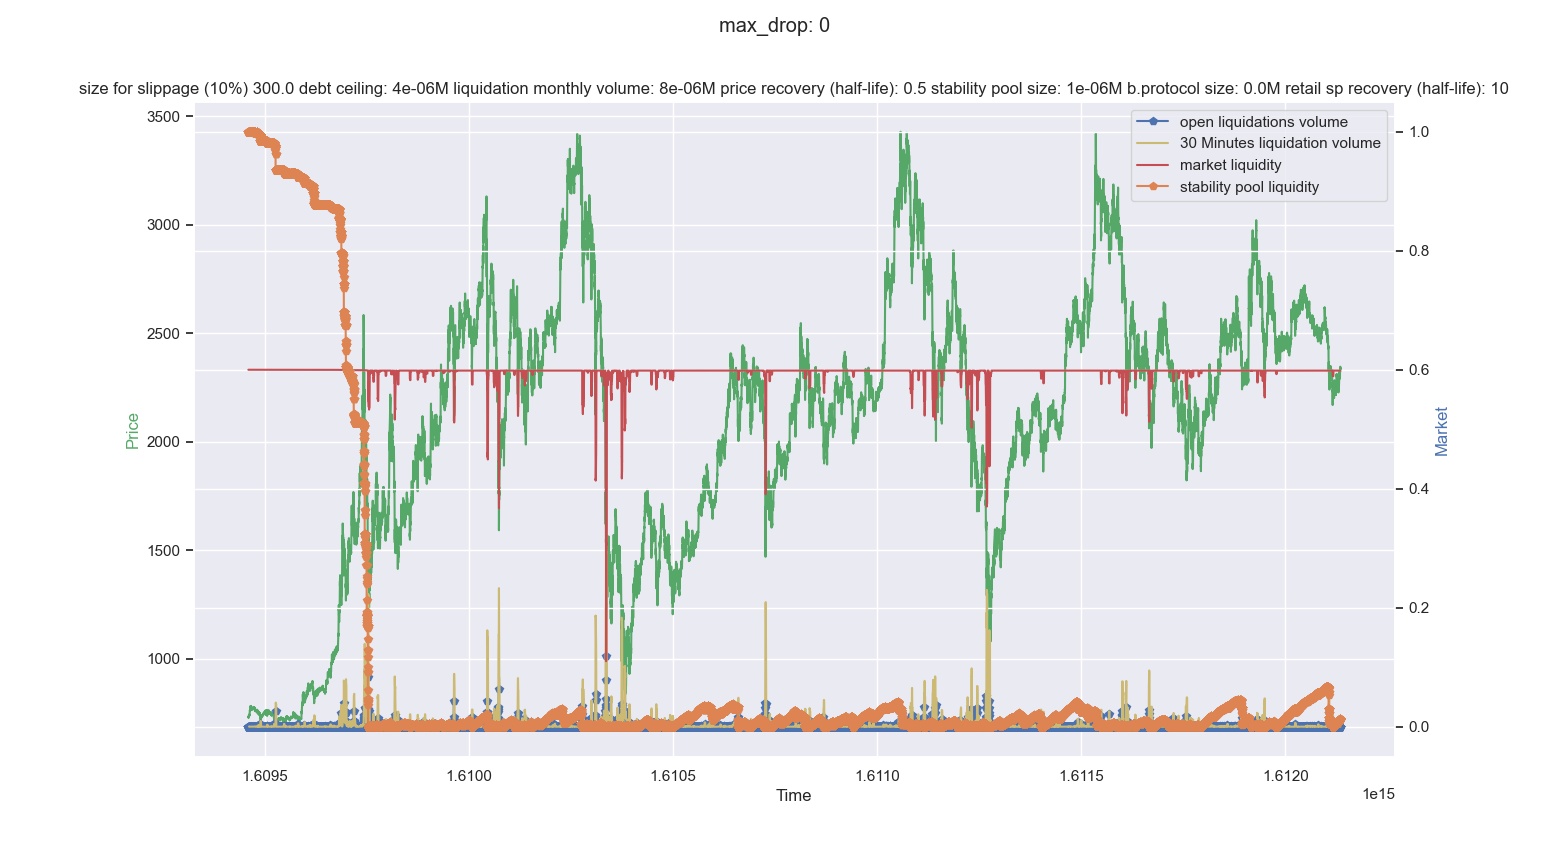 max_drop: 0
size for slippage (10%) 300.0 debt ceiling: 4e-06M liquidation monthly volume: 8e-06M price recovery (half-life): 0.5 stability pool size: 1e-06M b.protocol size: 0.0M retail sp recovery (half-life): 10
open liquidations volume
30 Minutes liquidation volume
market liquidity
stability pool liquidity
3500
3000
2500
2000
1500
1000
Price
1.0
0.8
0.6
0.4
0.2
0.0
Market
1.6095
1.6100
1.6105
1.6110
1.6115
1.6120
Time
1e15